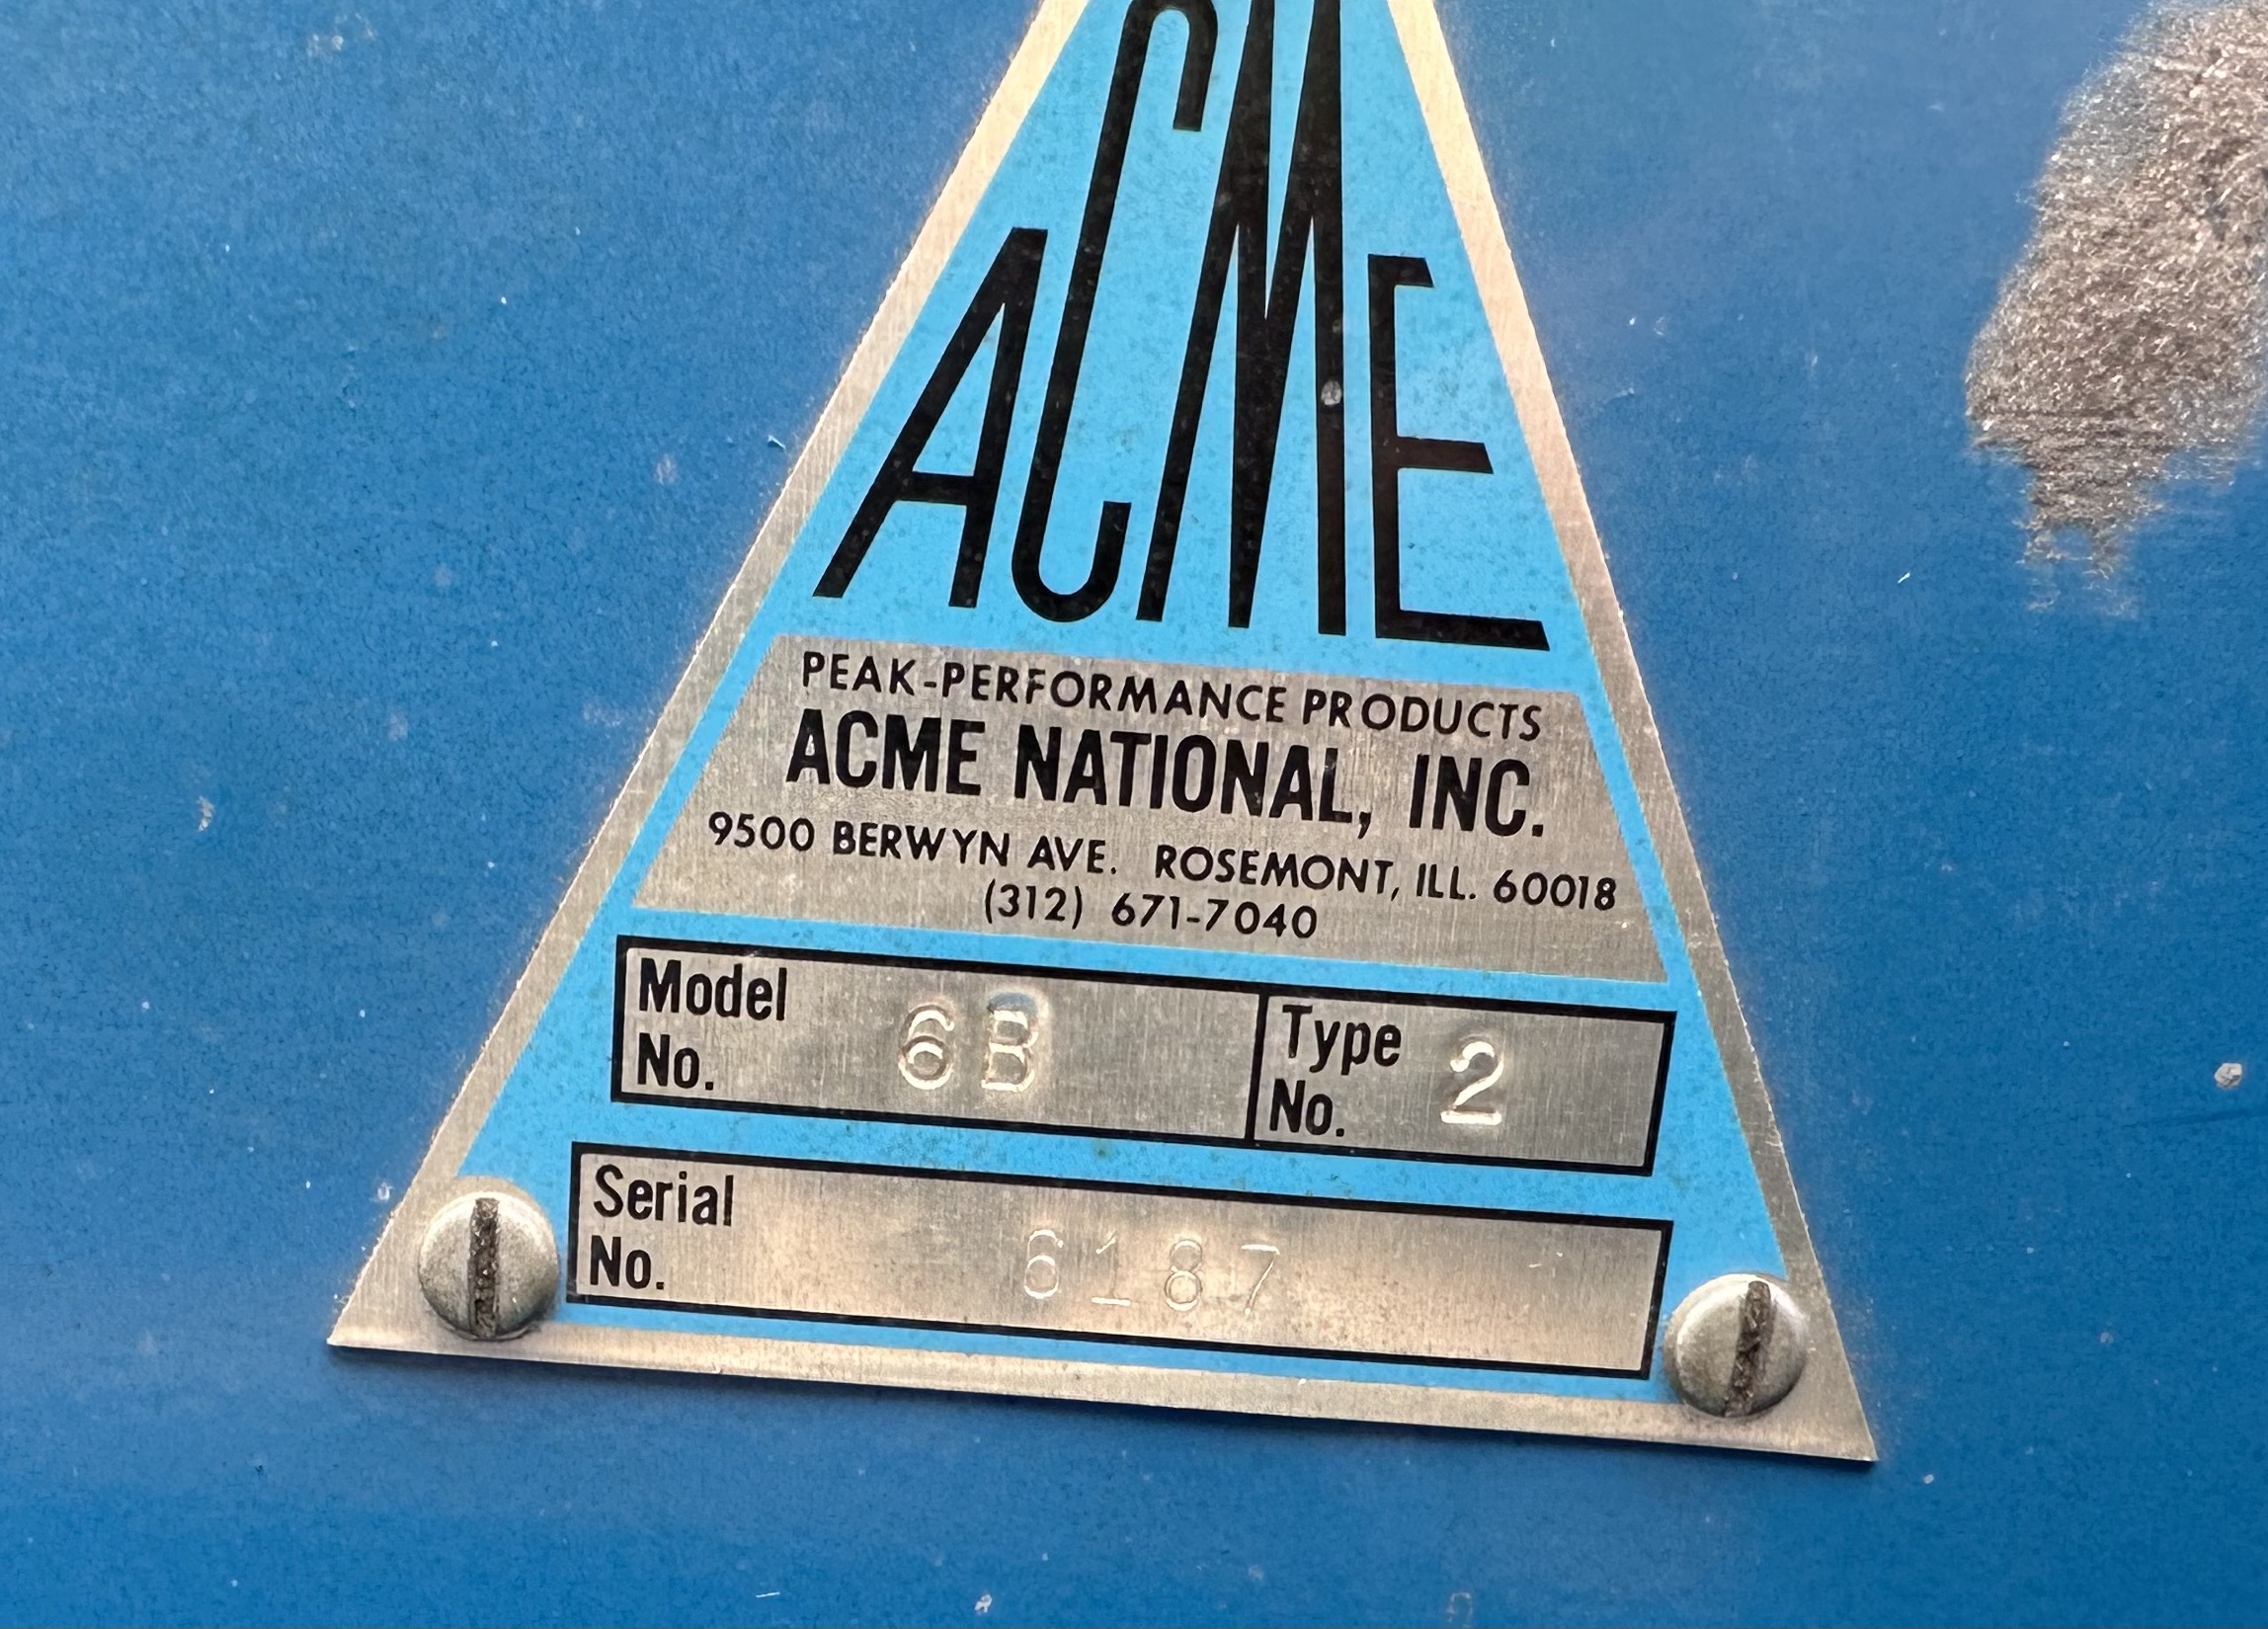 ACME
PEAK-PERFORMANCE PRODUCTS
ACME NATIONAL, INC.
9500 BERWYN AVE. ROSEMONT, ILL. 60018
(312) 671-7040
Model No. 6B Type No. 2
Serial No. 6187